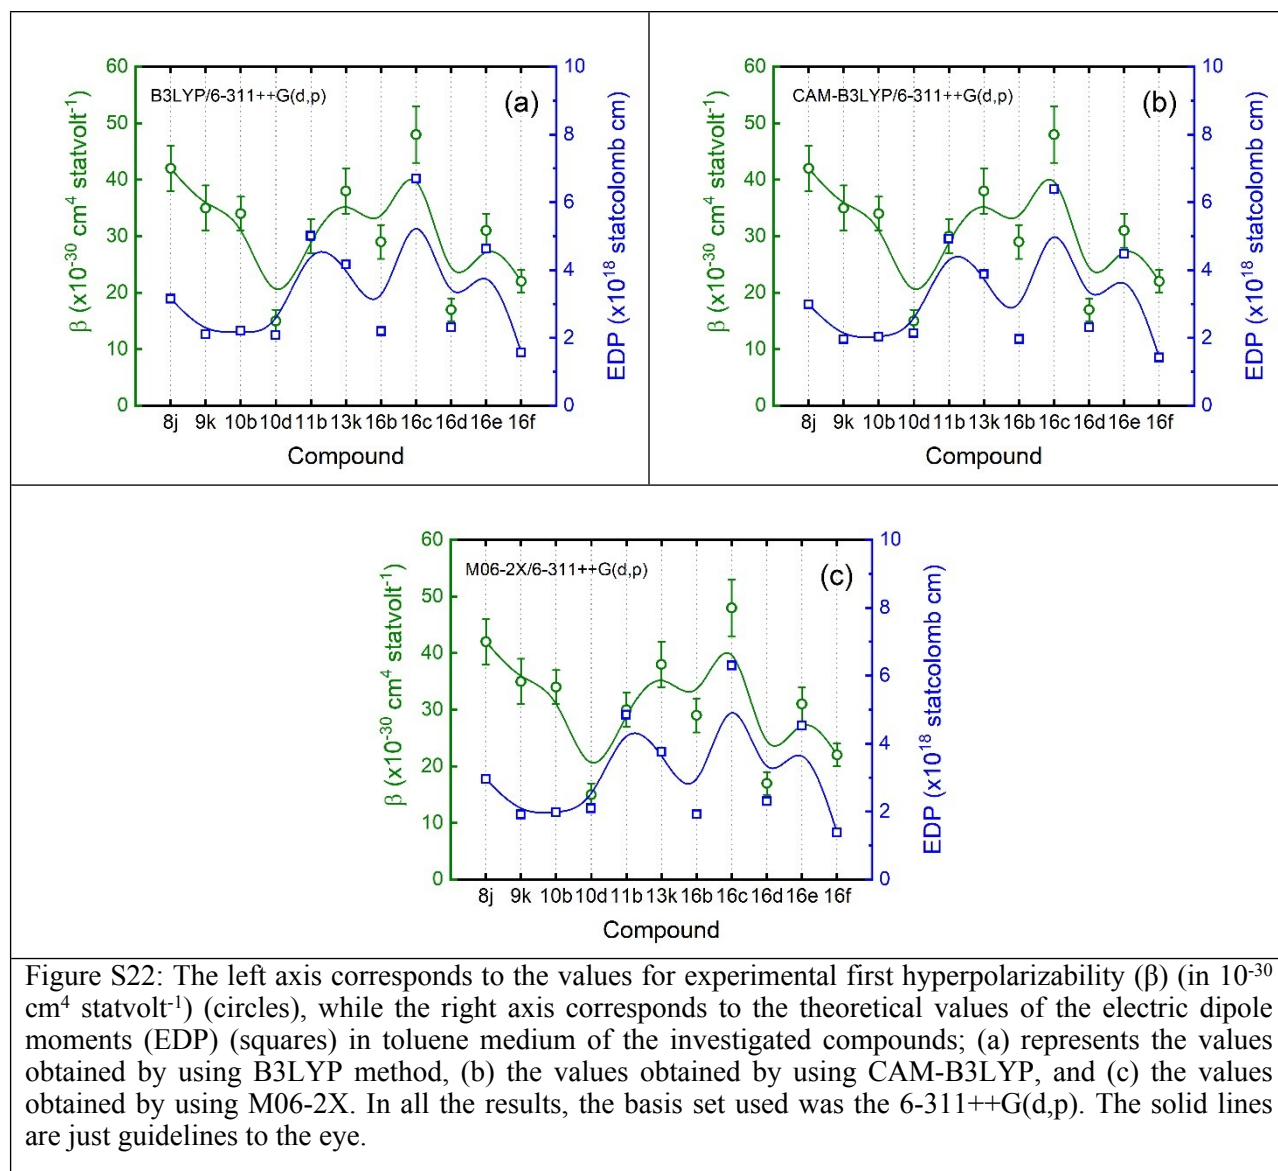 B3LYP/6-311++G(d,p)
(a)
β (x10⁻³⁰ cm⁴ statvolt⁻¹)
60
50
40
30
20
10
0
8j 9k 10b 10d 11b 13k 16b 16c 16d 16e 16f
Compound
10
8
6
4
2
0
EDP (x10¹⁸ statcolomb cm)
CAM-B3LYP/6-311++G(d,p)
(b)
β (x10⁻³⁰ cm⁴ statvolt⁻¹)
60
50
40
30
20
10
0
8j 9k 10b 10d 11b 13k 16b 16c 16d 16e 16f
Compound
10
8
6
4
2
0
EDP (x10¹⁸ statcolomb cm)
M06-2X/6-311++G(d,p)
(c)
β (x10⁻³⁰ cm⁴ statvolt⁻¹)
60
50
40
30
20
10
0
8j 9k 10b 10d 11b 13k 16b 16c 16d 16e 16f
Compound
10
8
6
4
2
0
EDP (x10¹⁸ statcolomb cm)
Figure S22: The left axis corresponds to the values for experimental first hyperpolarizability (β) (in 10⁻³⁰
cm⁴ statvolt⁻¹) (circles), while the right axis corresponds to the theoretical values of the electric dipole
moments (EDP) (squares) in toluene medium of the investigated compounds; (a) represents the values
obtained by using B3LYP method, (b) the values obtained by using CAM-B3LYP, and (c) the values
obtained by using M06-2X. In all the results, the basis set used was the 6-311++G(d,p). The solid lines
are just guidelines to the eye.